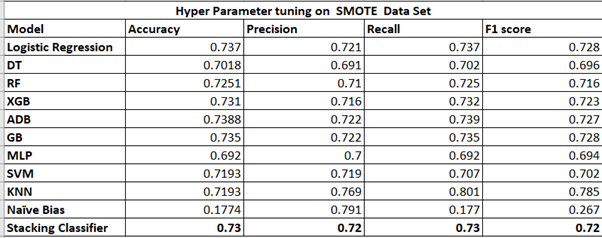 Hyper Parameter tuning on SMOTE Data Set
Model Accuracy Precision Recall F1 score
Logistic Regression 0.737 0.721 0.737 0.728
DT 0.7018 0.691 0.702 0.696
RF 0.7251 0.71 0.725 0.716
XGB 0.731 0.716 0.732 0.723
ADB 0.7388 0.722 0.739 0.727
GB 0.735 0.722 0.735 0.728
MLP 0.692 0.7 0.692 0.694
SVM 0.7193 0.719 0.707 0.702
KNN 0.7193 0.769 0.801 0.785
Naïve Bias 0.1774 0.791 0.177 0.267
Stacking Classifier 0.73 0.72 0.73 0.72